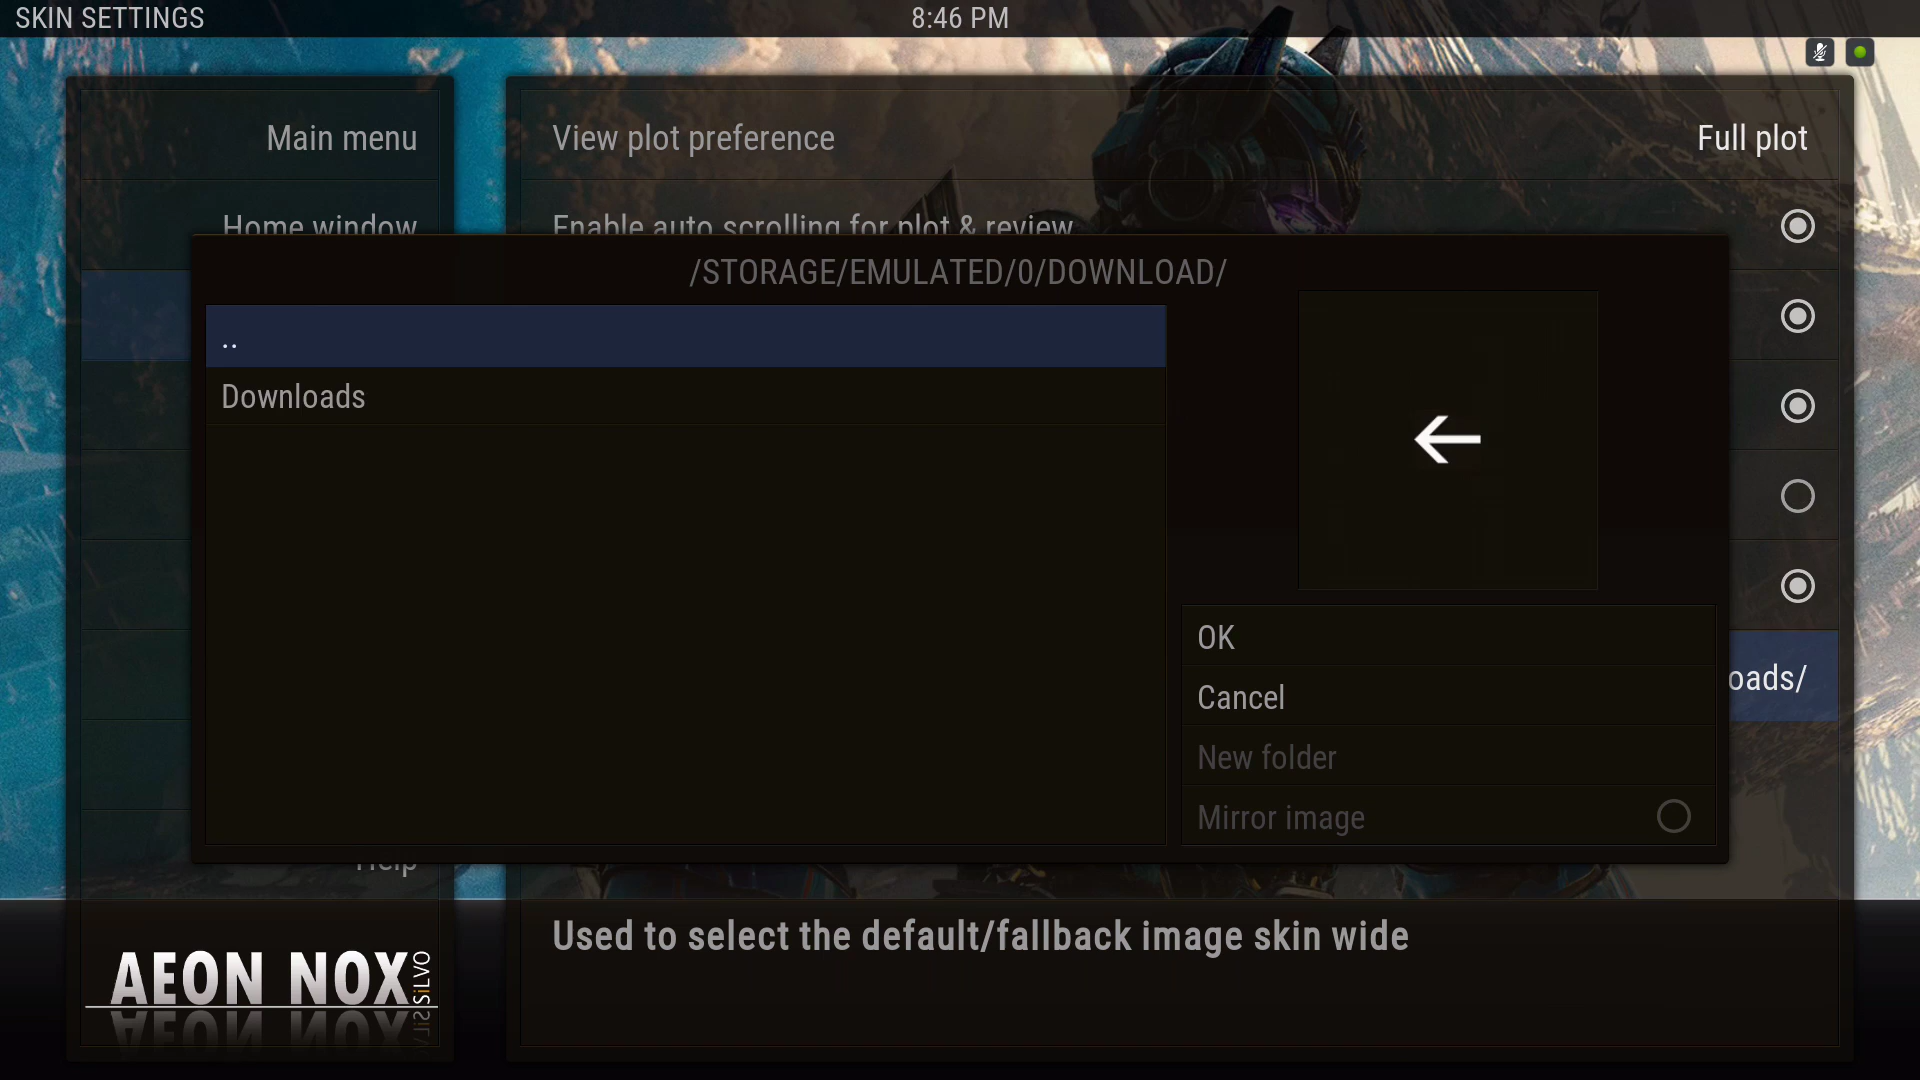 SKIN SETTINGS
8:46 PM
Main menu
View plot preference
Full plot
Home window
Enable auto scrolling for plot & review
/STORAGE/EMULATED/0/DOWNLOAD/
..
Downloads
OK
oads/
Cancel
New folder
Mirror image
Help
Used to select the default/fallback image skin wide
AEON NOX
SiLVO